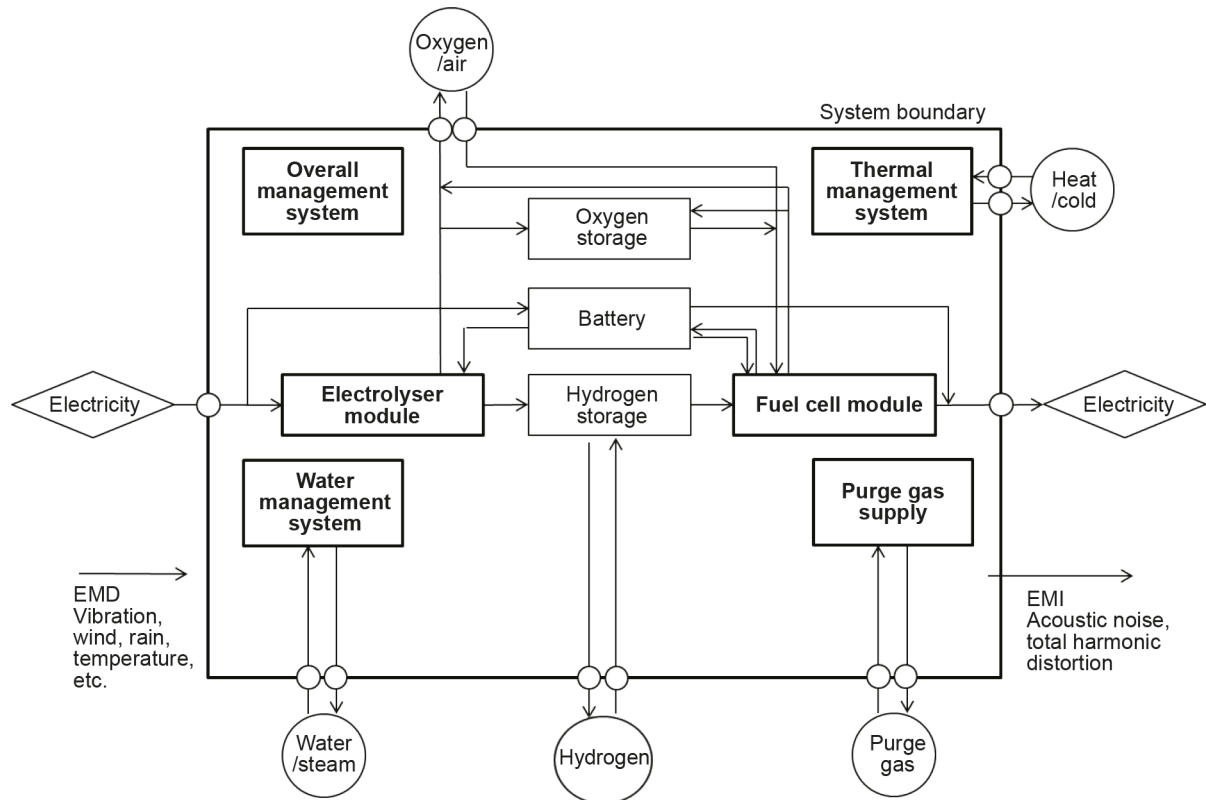 Oxygen
/air
System boundary
Overall
management
system
Thermal
management
system
Heat
/cold
Oxygen
storage
Battery
Electricity
Electrolyser
module
Hydrogen
storage
Fuel cell module
Electricity
Water
management
system
Purge gas
supply
EMD
Vibration,
wind, rain,
temperature,
etc.
EMI
Acoustic noise,
total harmonic
distortion
Water
/steam
Hydrogen
Purge
gas